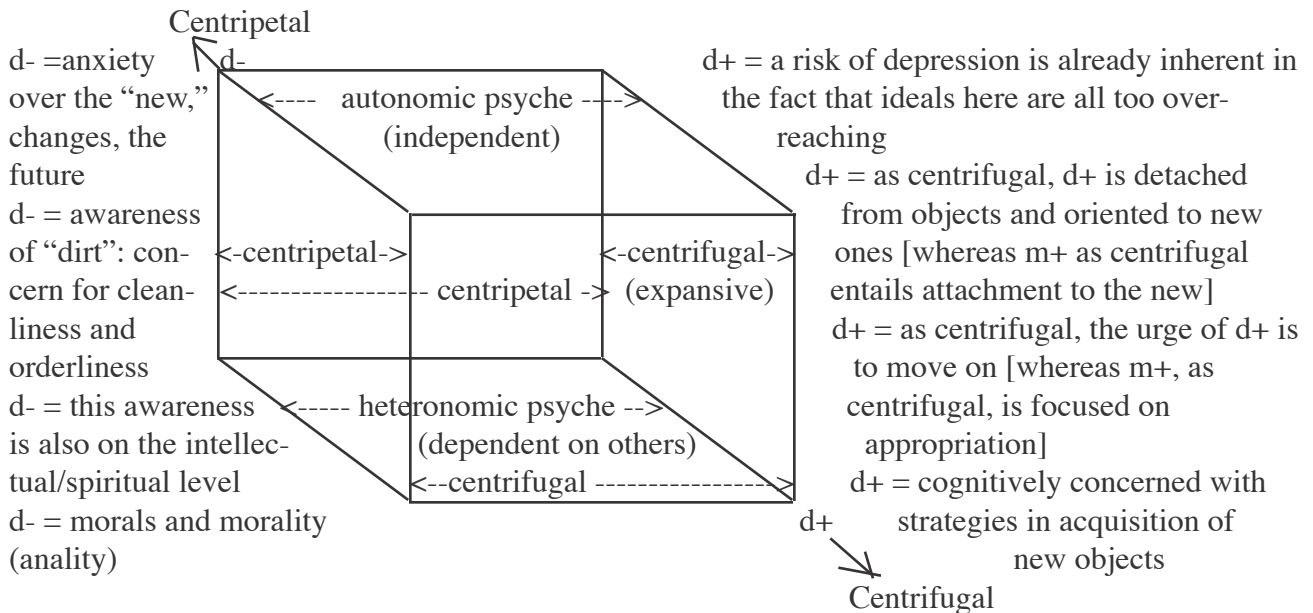 Centripetal
d- =anxiety
over the “new,”
changes, the
future
d- = awareness
of “dirt”: con-
cern for clean-
liness and
orderliness
d- = this awareness
is also on the intellec-
tual/spiritual level
d- = morals and morality
(anality)
d-
<---- autonomic psyche ---->
(independent)
<-centripetal->
<-centrifugal->
<------------------ centripetal ->
(expansive)
<----- heteronomic psyche -->
(dependent on others)
<--centrifugal --------------->
d+ = a risk of depression is already inherent in
the fact that ideals here are all too over-
reaching
d+ = as centrifugal, d+ is detached
from objects and oriented to new
ones [whereas m+ as centrifugal
entails attachment to the new]
d+ = as centrifugal, the urge of d+ is
to move on [whereas m+, as
centrifugal, is focused on
appropriation]
d+ = cognitively concerned with
strategies in acquisition of
new objects
d+
Centrifugal